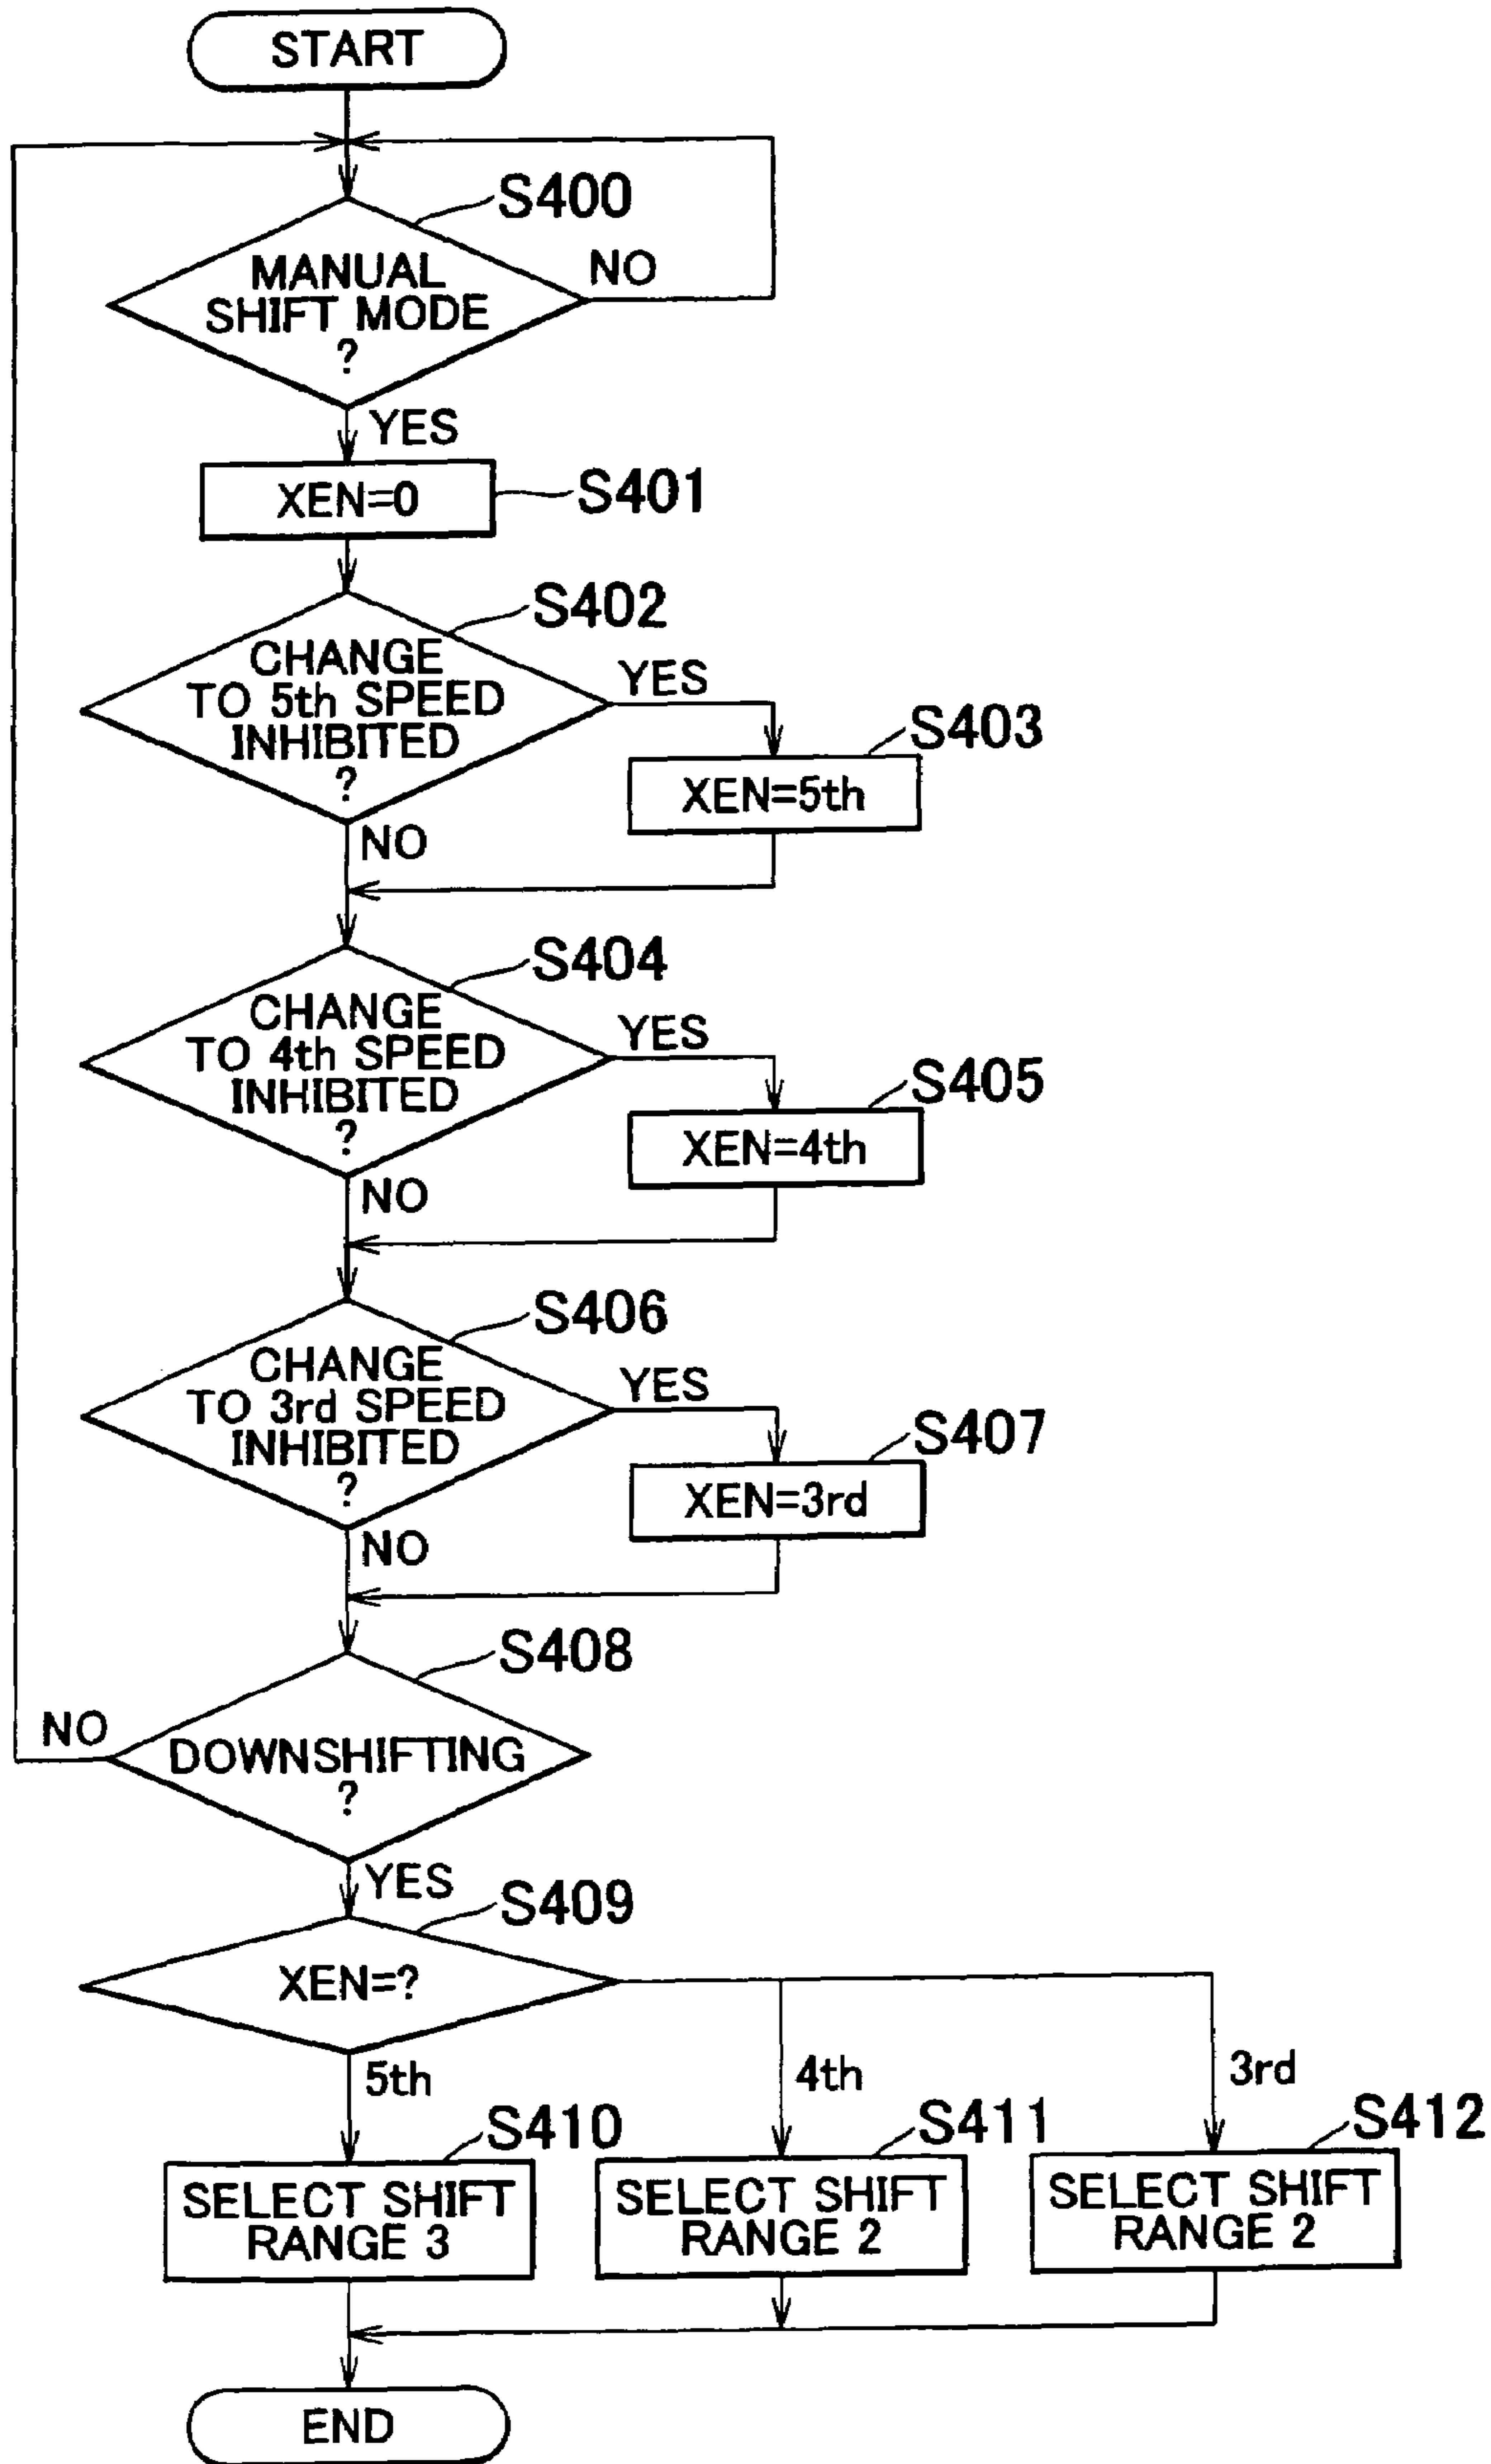 START
S400
MANUAL
SHIFT MODE
?
NO
YES
XEN=0
S401
S402
CHANGE
TO 5th SPEED
INHIBITED
?
YES
S403
XEN=5th
NO
S404
CHANGE
TO 4th SPEED
INHIBITED
?
YES
S405
XEN=4th
NO
S406
CHANGE
TO 3rd SPEED
INHIBITED
?
YES
S407
XEN=3rd
NO
S408
NO
DOWNSHIFTING
?
YES
S409
XEN=?
5th
4th
3rd
S410
S411
S412
SELECT SHIFT
RANGE 3
SELECT SHIFT
RANGE 2
SELECT SHIFT
RANGE 2
END